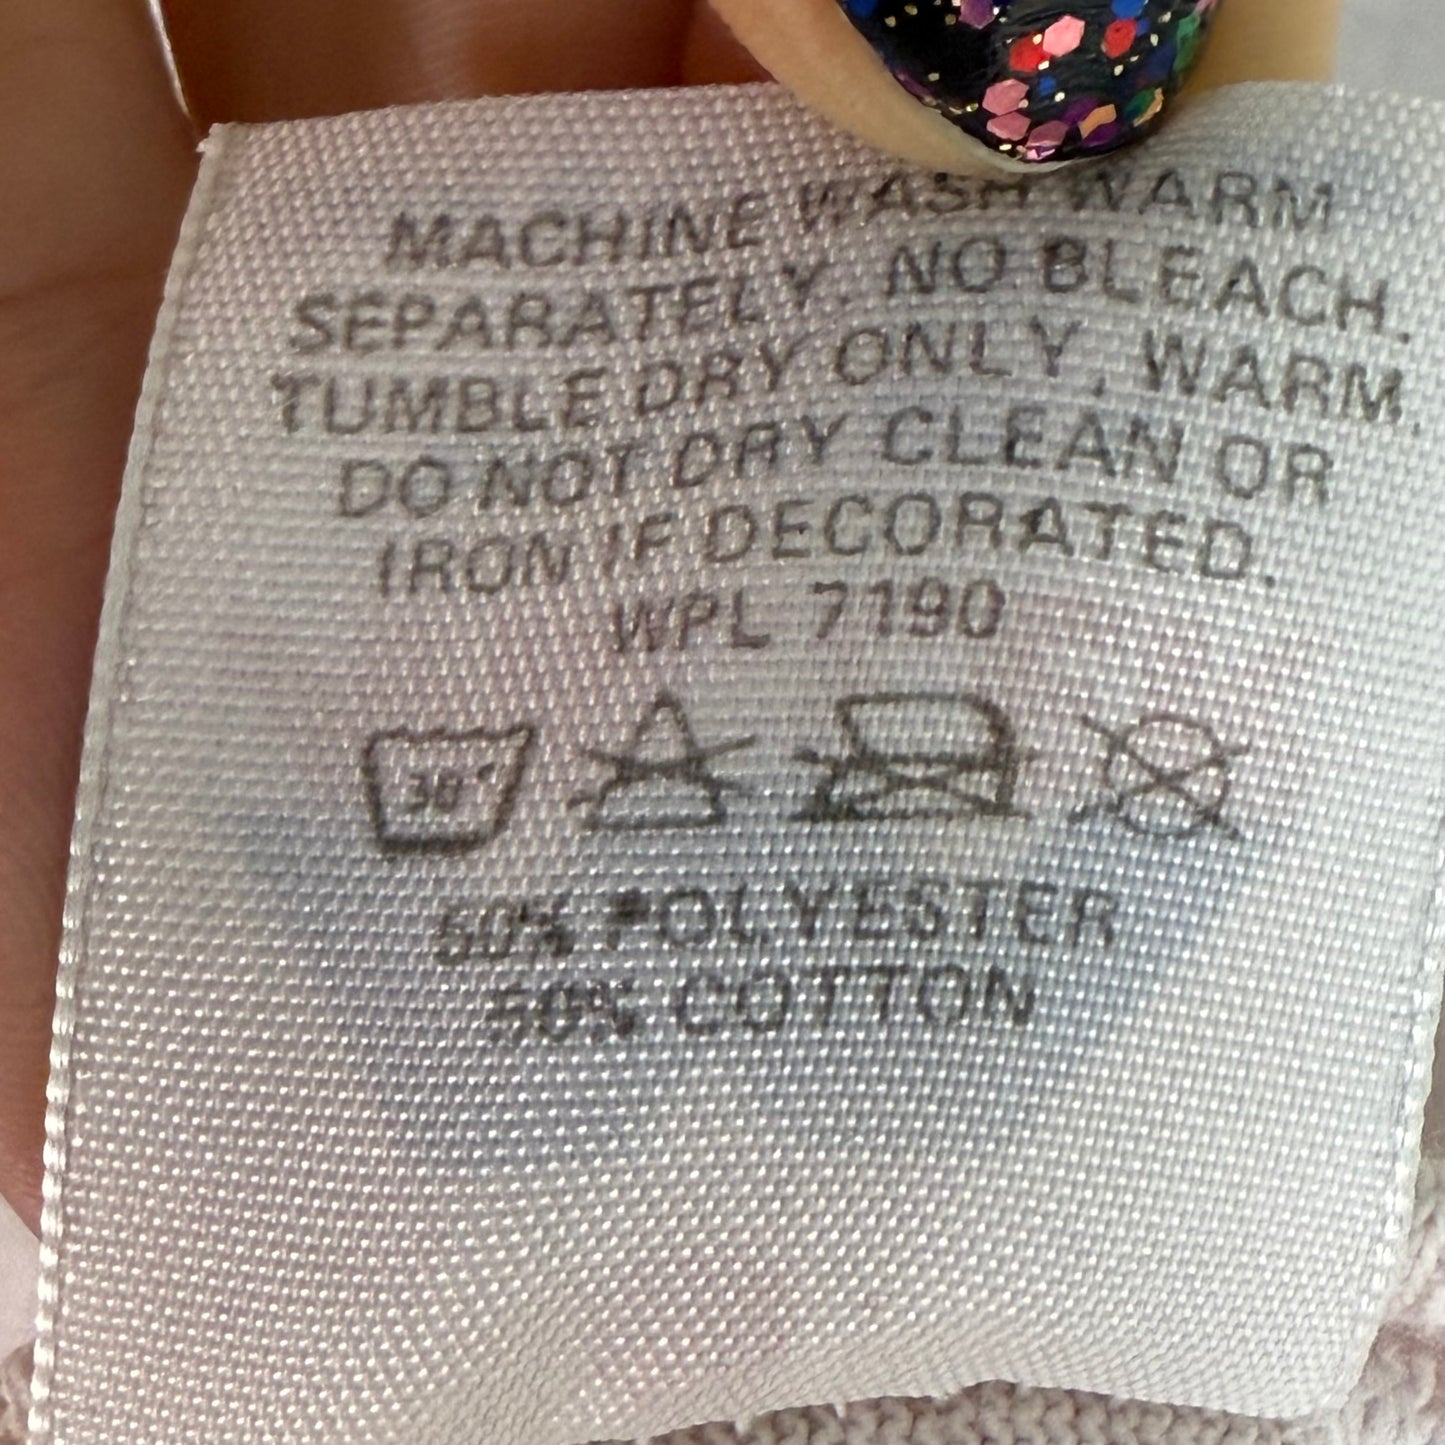 MACHINE WASH WARM
SEPARATELY. NO BLEACH.
TUMBLE DRY ONLY, WARM.
DO NOT DRY CLEAN OR
IRON IF DECORATED.
WPL 7190
30°
50% POLYESTER
50% COTTON